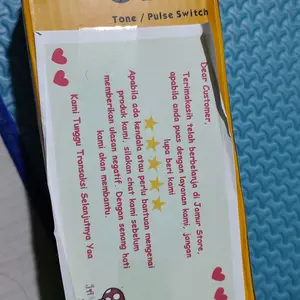 Tone / Pulse Switch
Dear Customer,
Terimakasih telah berbelanja di Jamur Store,
apabila anda puas dengan layanan kami, jangan
lupa beri kami
Apabila ada kendala atau perlu bantuan mengenai
produk kami, silakan chat kami sebelum
memberikan ulasan negatif. Dengan senang hati
kami akan membantu.
Kami Tunggu Transaksi Selanjutnya Yaa